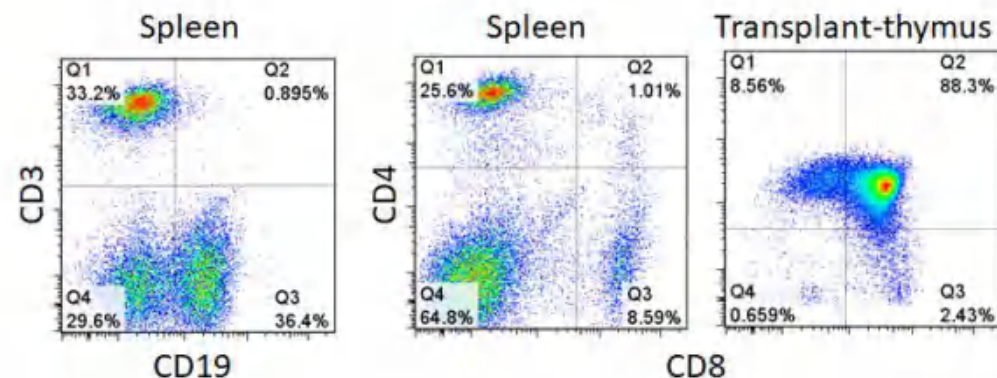 Spleen
Spleen
Transplant-thymus
CD3
Q1
33.2%
Q2
0.895%
Q4
29.6%
Q3
36.4%
CD19
CD4
Q1
25.6%
Q2
1.01%
Q4
64.8%
Q3
8.59%
Q1
8.56%
Q2
88.3%
Q4
0.659%
Q3
2.43%
CD8